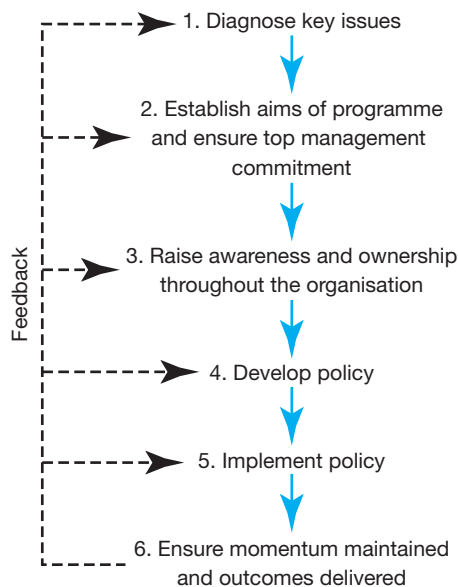 1. Diagnose key issues
2. Establish aims of programme
and ensure top management
commitment
3. Raise awareness and ownership
throughout the organisation
Feedback
4. Develop policy
5. Implement policy
6. Ensure momentum maintained
and outcomes delivered